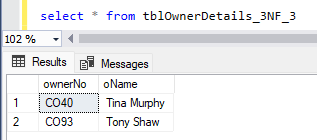 select * from tblOwnerDetails_3NF_3
102 %
Results Messages
ownerNo oName
1 CO40 Tina Murphy
2 CO93 Tony Shaw